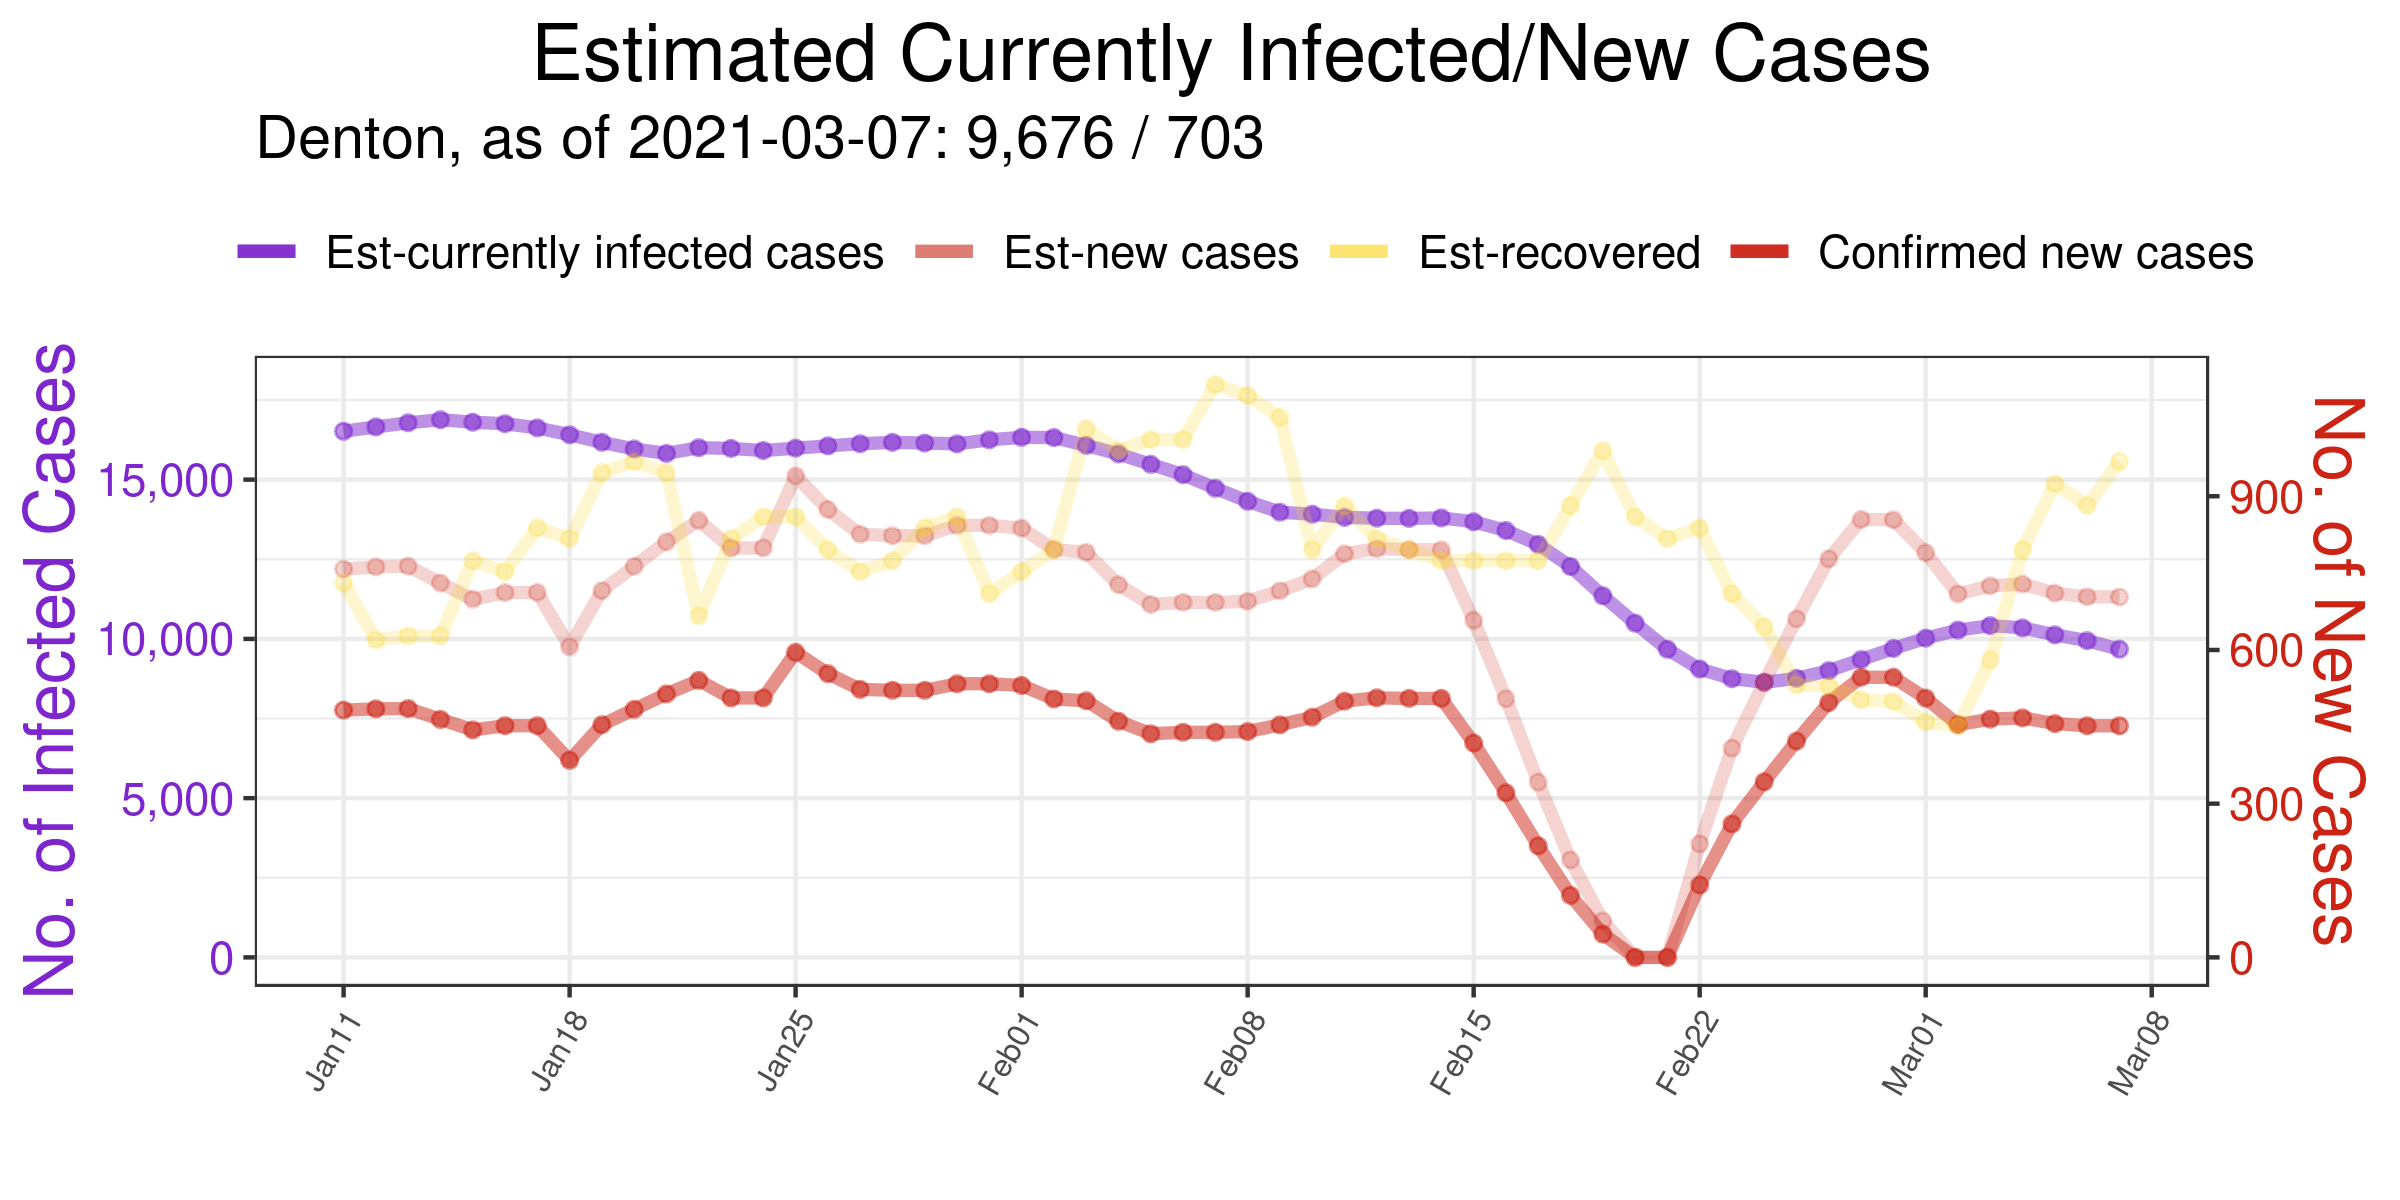 Estimated Currently Infected/New Cases
Denton, as of 2021-03-07: 9,676 / 703
Est-currently infected cases Est-new cases Est-recovered Confirmed new cases
No. of Infected Cases
15,000
10,000
5,000
0
No. of New Cases
900
600
300
0
Jan11 Jan18 Jan25 Feb01 Feb08 Feb15 Feb22 Mar01 Mar08